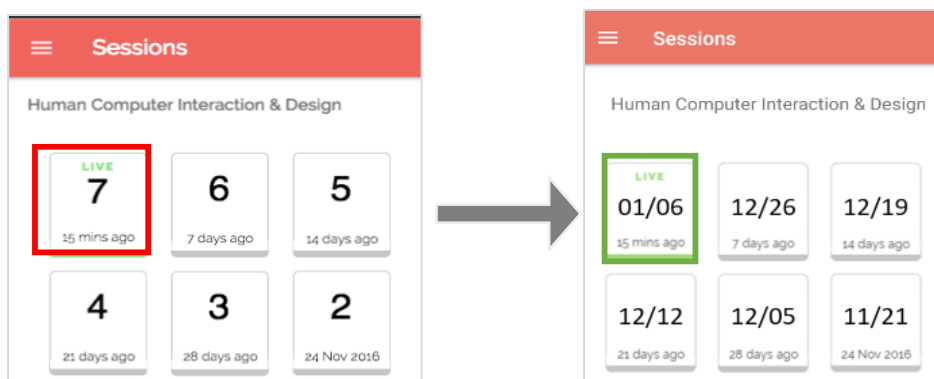 Sessions
Human Computer Interaction & Design
LIVE
7
6
5
15 mins ago
7 days ago
14 days ago
4
3
2
21 days ago
28 days ago
24 Nov 2016
Sessions
Human Computer Interaction & Design
LIVE
01/06
12/26
12/19
15 mins ago
7 days ago
14 days ago
12/12
12/05
11/21
21 days ago
28 days ago
24 Nov 2016